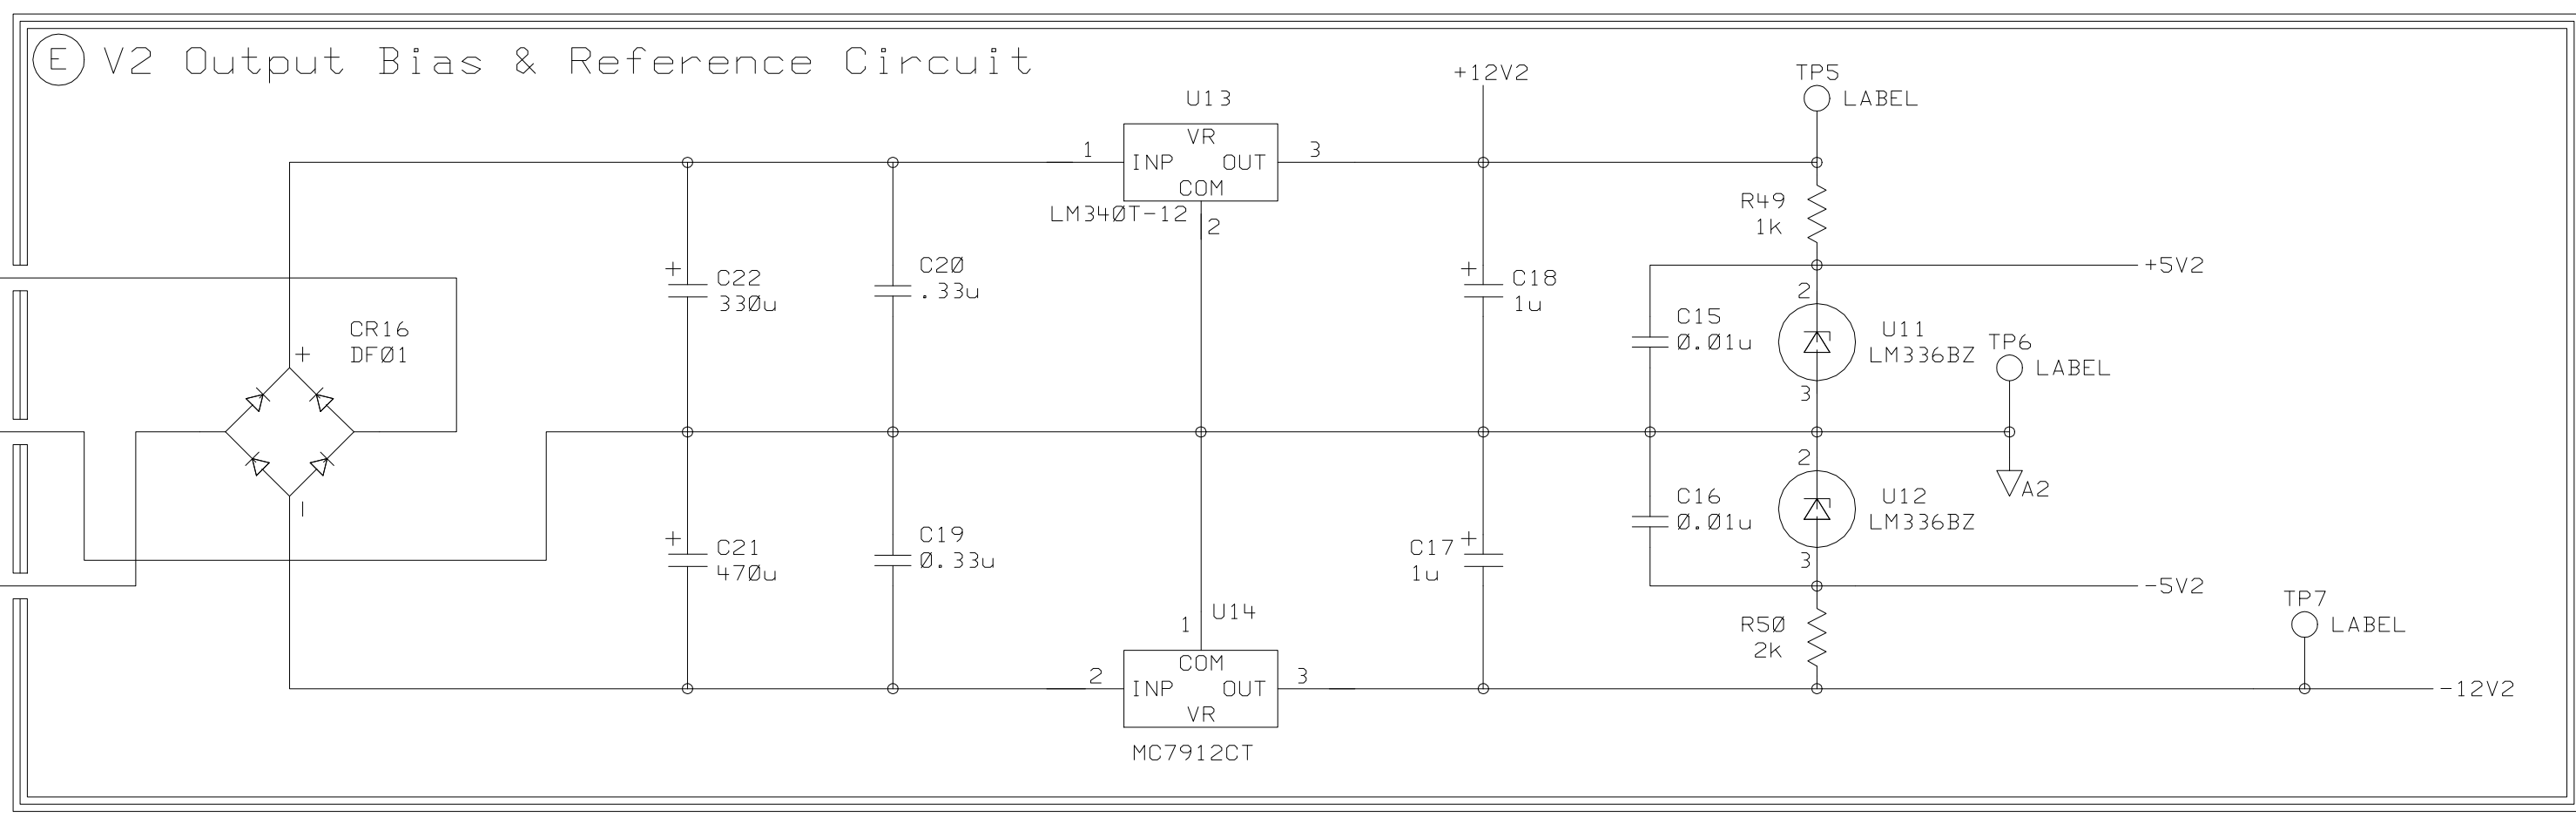 E V2 Output Bias & Reference Circuit
+12V2
TP5
LABEL
U13
VR
1
INP OUT
3
COM
LM340T-12
2
R49
1k
+5V2
C22
330u
+
C20
.33u
+
C18
1u
2
CR16
DF01
+
C15
0.01u
U11
LM336BZ
TP6
LABEL
3
2
A2
-
C16
0.01u
U12
LM336BZ
+
C21
470u
C19
0.33u
C17
1u
+
3
-5V2
U14
1
R50
2k
TP7
LABEL
COM
2
INP OUT
3
VR
-12V2
MC7912CT